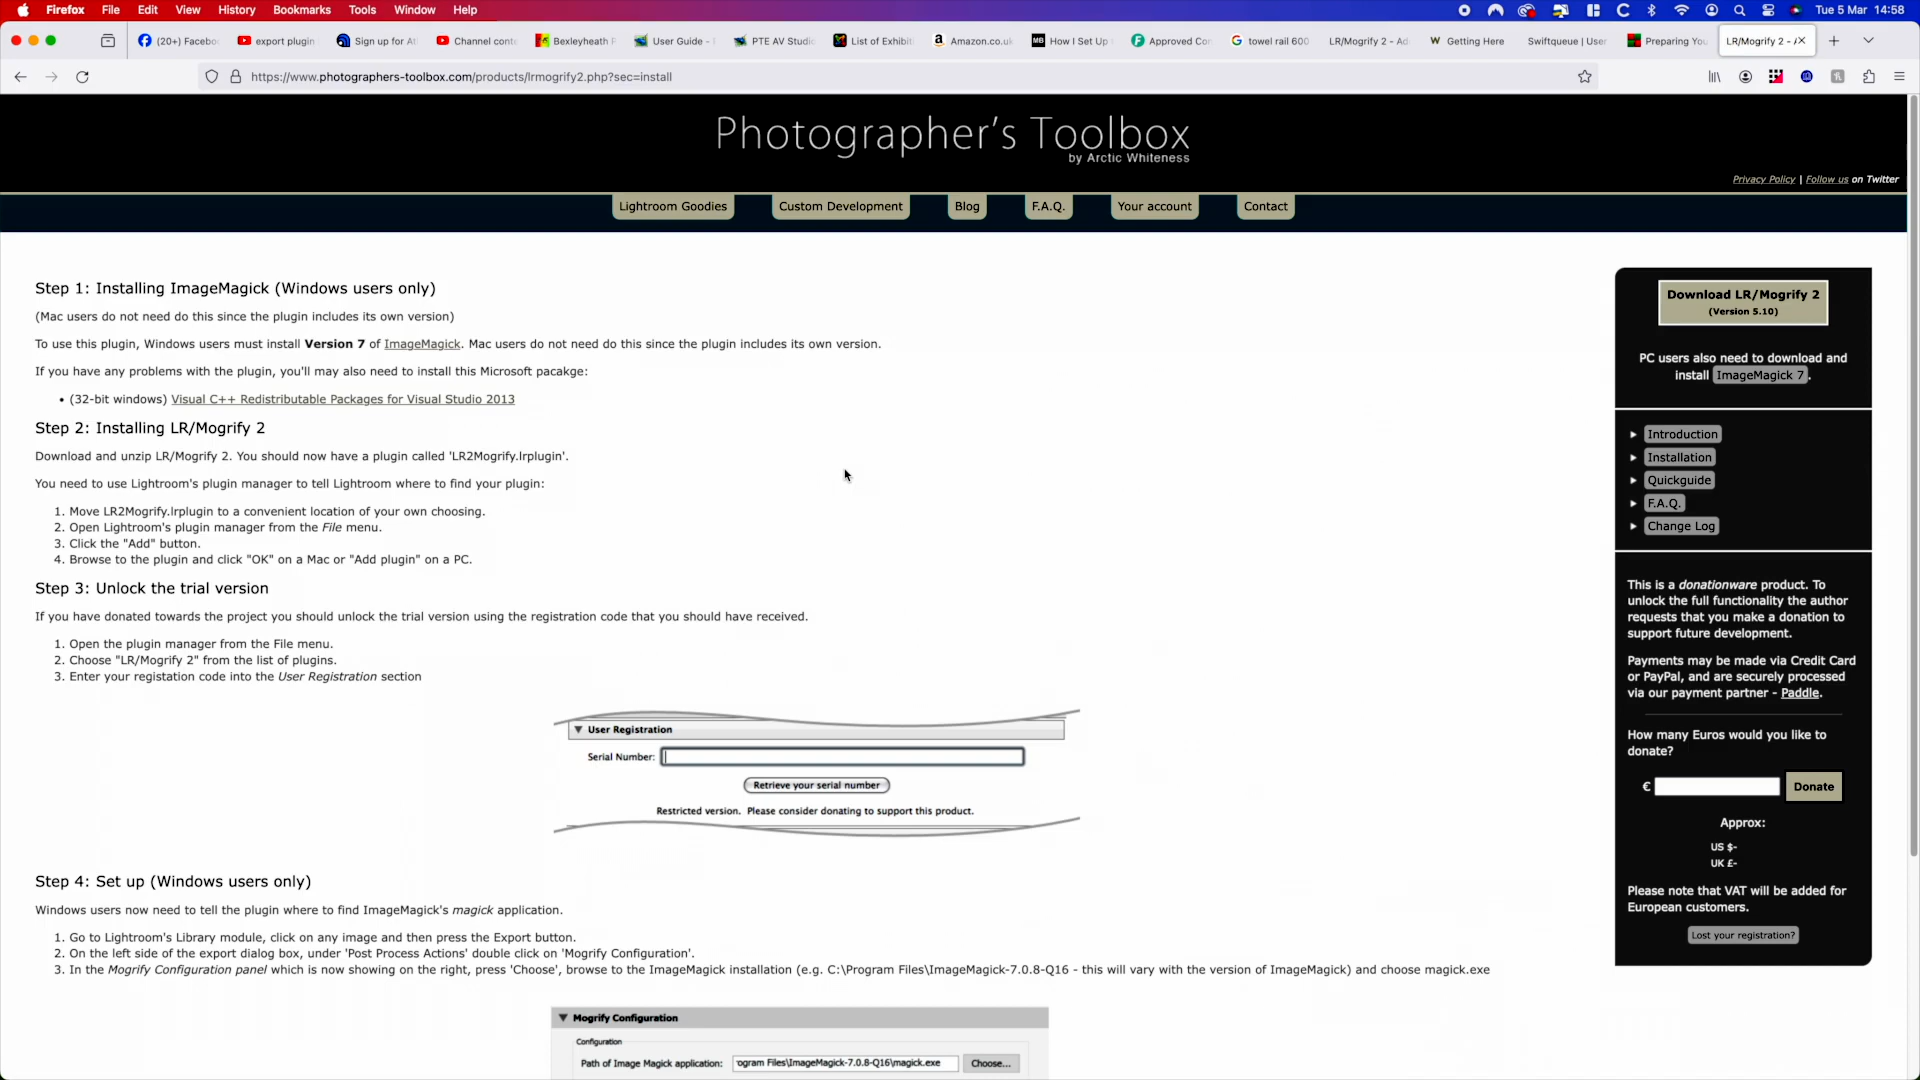 Firefox File Edit View History Bookmarks Tools Window Help Tue 5 Mar 14:58
(20+) Facebo export plugin Sign up for At Channel conte Bexleyheath P User Guide - PTE AV Studio List of Exhibit Amazon.co.uk How I Set Up Approved Con towel rail 600 LR/Mogrify 2 - Ad Getting Here Swiftqueue | User Preparing You LR/Mogrify 2 - A
https://www.photographers-toolbox.com/products/lrmogrify2.php?sec=install
Photographer's Toolbox
by Arctic Whiteness
Privacy Policy | Follow us on Twitter
Lightroom Goodies Custom Development Blog F.A.Q. Your account Contact
Step 1: Installing ImageMagick (Windows users only)
(Mac users do not need do this since the plugin includes its own version)
To use this plugin, Windows users must install Version 7 of ImageMagick. Mac users do not need do this since the plugin includes its own version.
If you have any problems with the plugin, you'll may also need to install this Microsoft pacakge:
• (32-bit windows) Visual C++ Redistributable Packages for Visual Studio 2013
Step 2: Installing LR/Mogrify 2
Download and unzip LR/Mogrify 2. You should now have a plugin called 'LR2Mogrify.lrplugin'.
You need to use Lightroom's plugin manager to tell Lightroom where to find your plugin:
1. Move LR2Mogrify.lrplugin to a convenient location of your own choosing.
2. Open Lightroom's plugin manager from the File menu.
3. Click the "Add" button.
4. Browse to the plugin and click "OK" on a Mac or "Add plugin" on a PC.
Step 3: Unlock the trial version
If you have donated towards the project you should unlock the trial version using the registration code that you should have received.
1. Open the plugin manager from the File menu.
2. Choose "LR/Mogrify 2" from the list of plugins.
3. Enter your registation code into the User Registration section
User Registration
Serial Number:
Retrieve your serial number
Restricted version. Please consider donating to support this product.
Step 4: Set up (Windows users only)
Windows users now need to tell the plugin where to find ImageMagick's magick application.
1. Go to Lightroom's Library module, click on any image and then press the Export button.
2. On the left side of the export dialog box, under 'Post Process Actions' double click on 'Mogrify Configuration'.
3. In the Mogrify Configuration panel which is now showing on the right, press 'Choose', browse to the ImageMagick installation (e.g. C:\Program Files\ImageMagick-7.0.8-Q16 - this will vary with the version of ImageMagick) and choose magick.exe
Mogrify Configuration
Configuration
Path of Image Magick application: ogram Files\ImageMagick-7.0.8-Q16\magick.exe Choose...
Download LR/Mogrify 2
(Version 5.10)
PC users also need to download and
install ImageMagick 7.
Introduction
Installation
Quickguide
F.A.Q.
Change Log
This is a donationware product. To
unlock the full functionality the author
requests that you make a donation to
support future development.
Payments may be made via Credit Card
or PayPal, and are securely processed
via our payment partner - Paddle.
How many Euros would you like to
donate?
€ Donate
Approx:
US $-
UK £-
Please note that VAT will be added for
European customers.
Lost your registration?